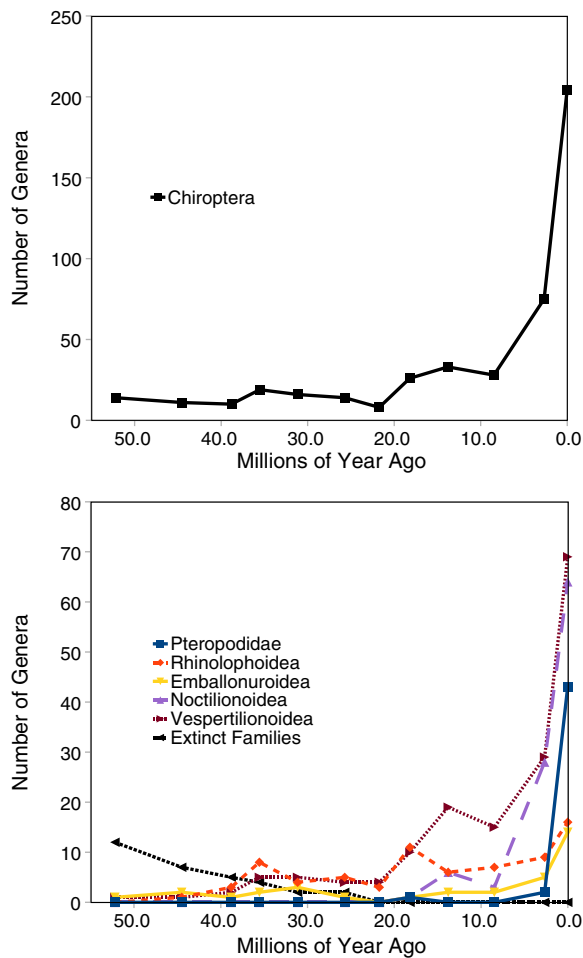 250
200
150
100
50
0
Number of Genera
Chiroptera
50.0 40.0 30.0 20.0 10.0 0.0
Millions of Year Ago
80
70
60
50
40
30
20
10
0
Number of Genera
Pteropodidae
Rhinolophoidea
Emballonuroidea
Noctilionoidea
Vespertilionoidea
Extinct Families
50.0 40.0 30.0 20.0 10.0 0.0
Millions of Year Ago